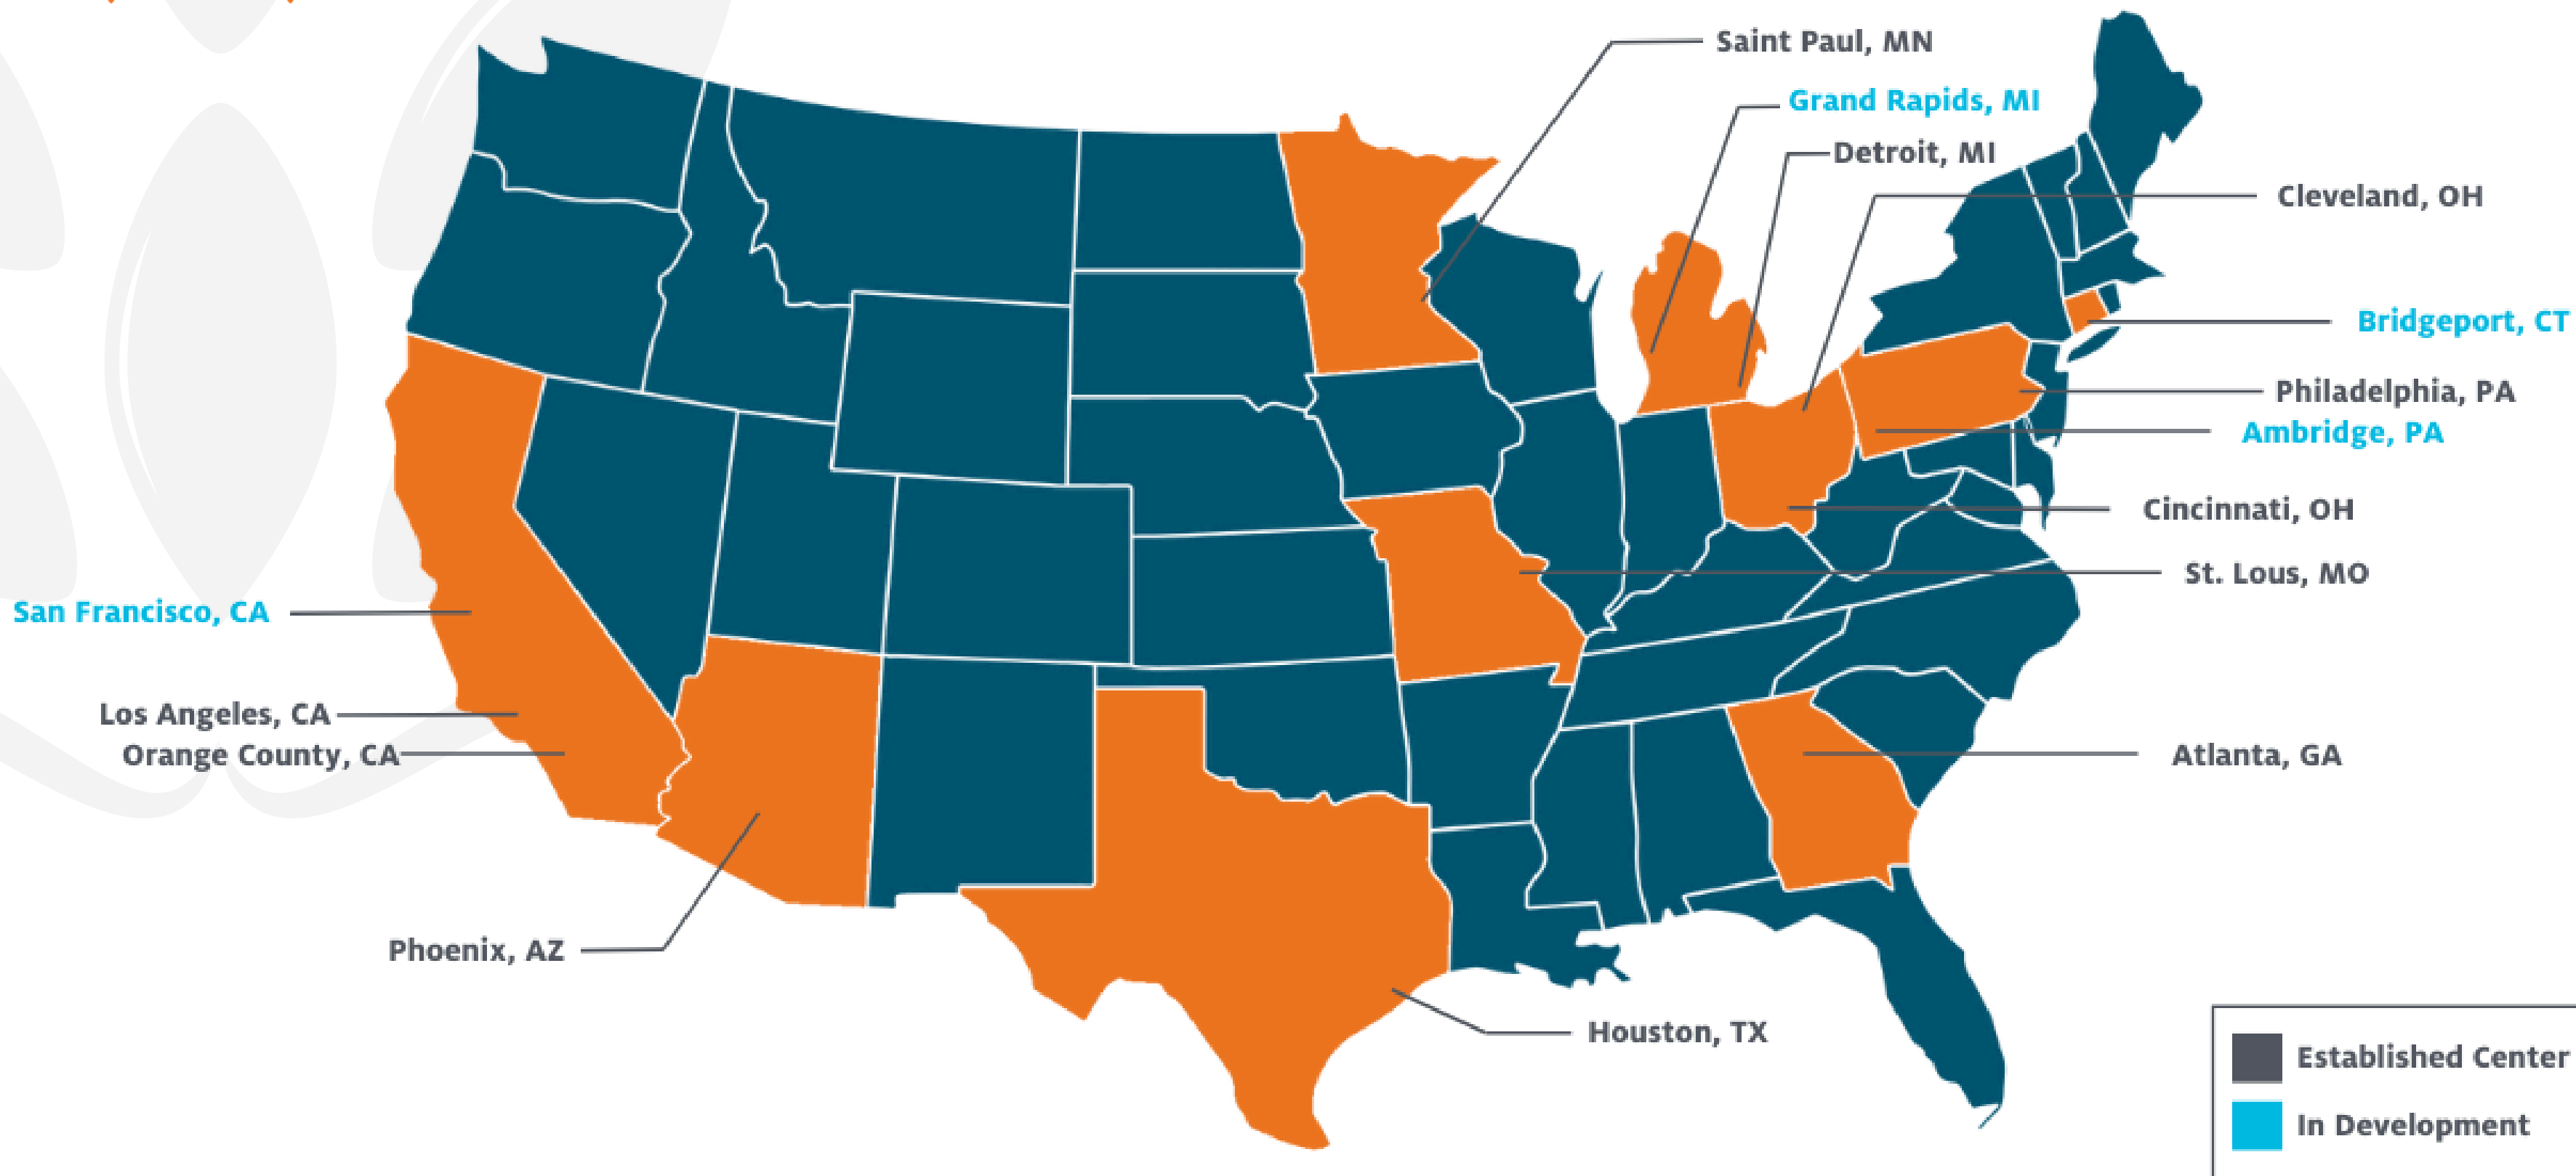 Saint Paul, MN
Grand Rapids, MI
Detroit, MI
Cleveland, OH
Bridgeport, CT
Philadelphia, PA
Ambridge, PA
Cincinnati, OH
St. Lous, MO
San Francisco, CA
Los Angeles, CA
Orange County, CA
Atlanta, GA
Phoenix, AZ
Houston, TX
Established Center
In Development